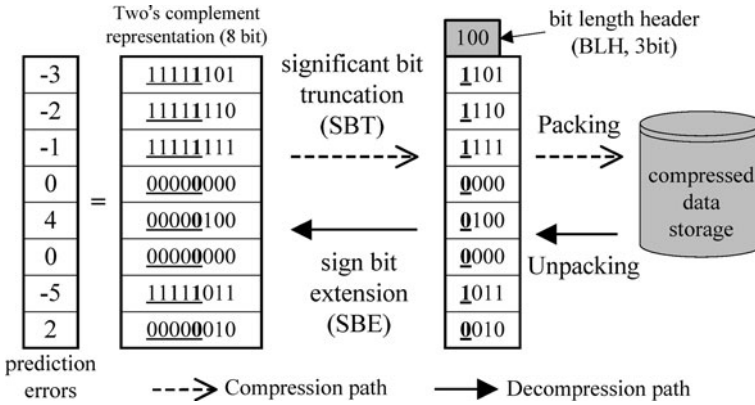 Two's complement
representation (8 bit)
100
bit length header
(BLH, 3bit)
-3
-2
-1
0
4
0
-5
2
prediction
errors
=
11111101
11111110
11111111
00000000
00000100
00000000
11111011
00000010
significant bit
truncation
(SBT)
sign bit
extension
(SBE)
1101
1110
1111
0000
0100
0000
1011
0010
Packing
Unpacking
compressed
data
storage
Compression path
Decompression path